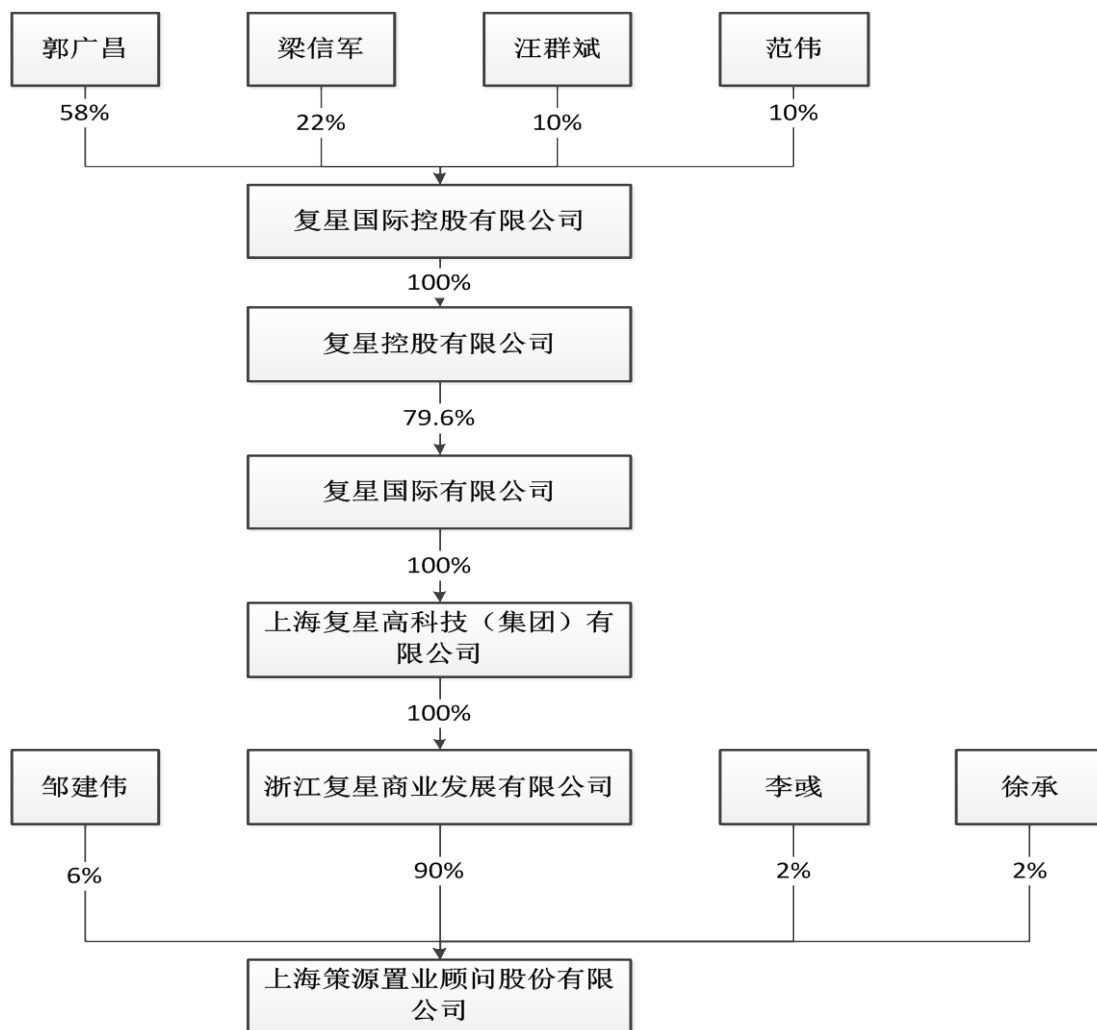 郭广昌
梁信军
汪群斌
范伟
58%
22%
10%
10%
复星国际控股有限公司
100%
复星控股有限公司
79.6%
复星国际有限公司
100%
上海复星高科技（集团）有
限公司
100%
邹建伟
浙江复星商业发展有限公司
李彧
徐承
6%
90%
2%
2%
上海策源置业顾问股份有限
公司